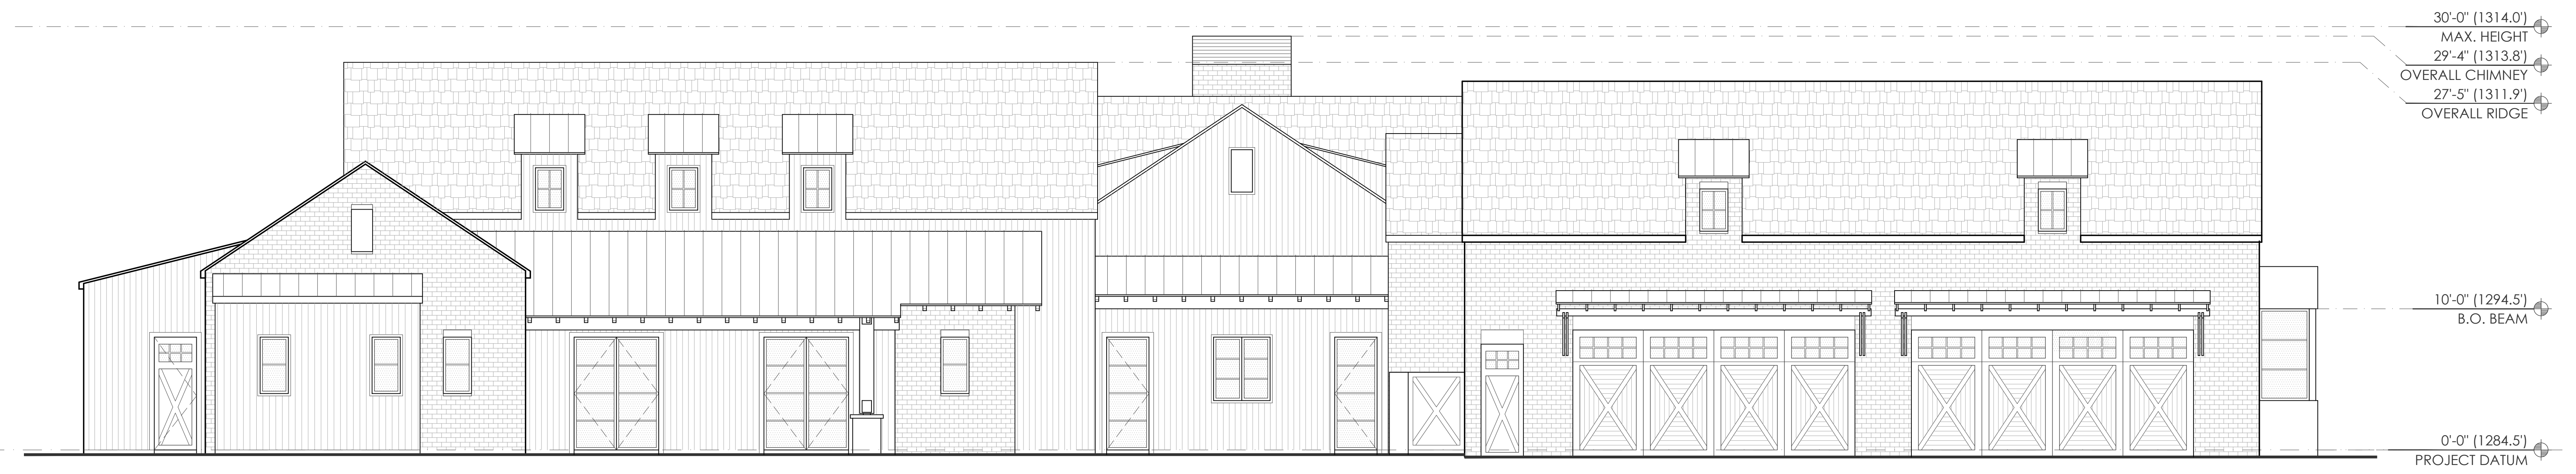 30'-0" (1314.0')
MAX. HEIGHT
29'-4" (1313.8')
OVERALL CHIMNEY
27'-5" (1311.9')
OVERALL RIDGE
10'-0" (1294.5')
B.O. BEAM
0'-0" (1284.5')
PROJECT DATUM